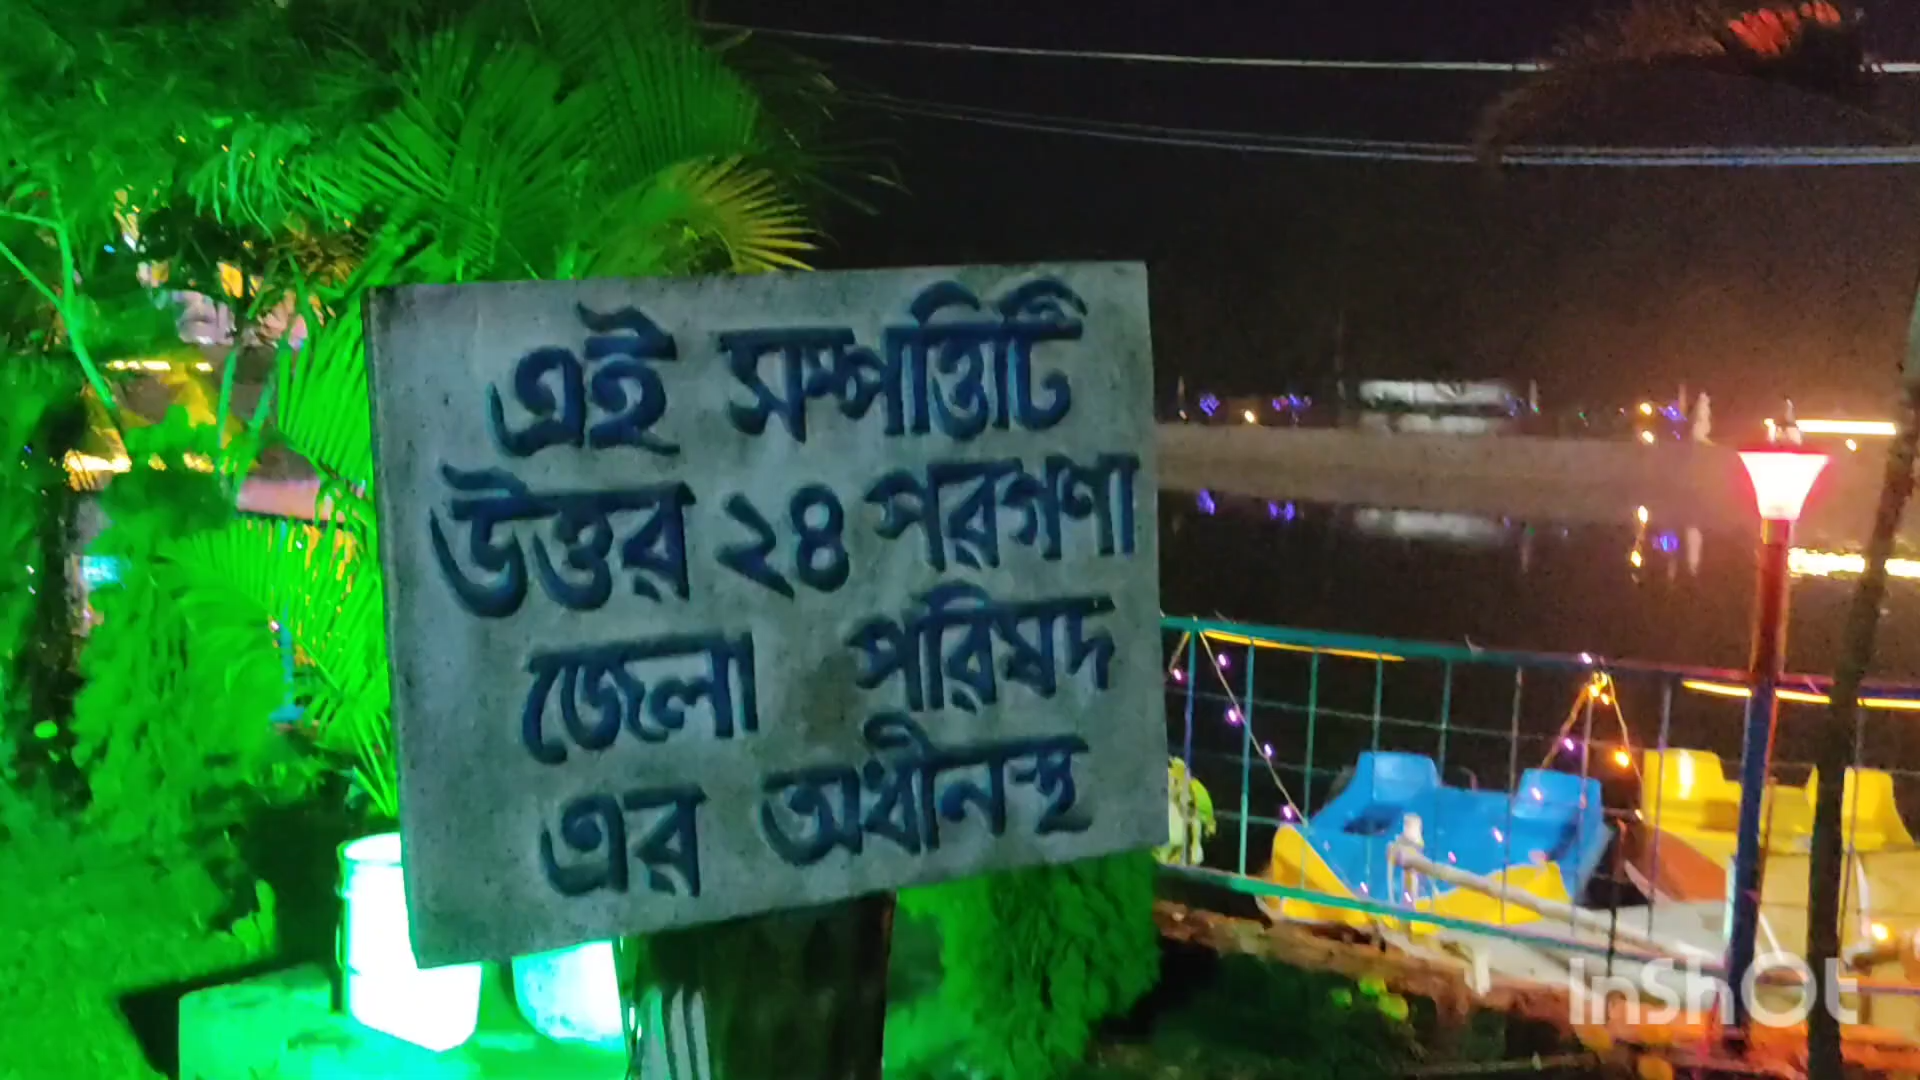 এই সম্পত্তিটি
উত্তর ২৪ পরগণা
জেলা পরিষদ
এর অধীনস্থ
InShOt